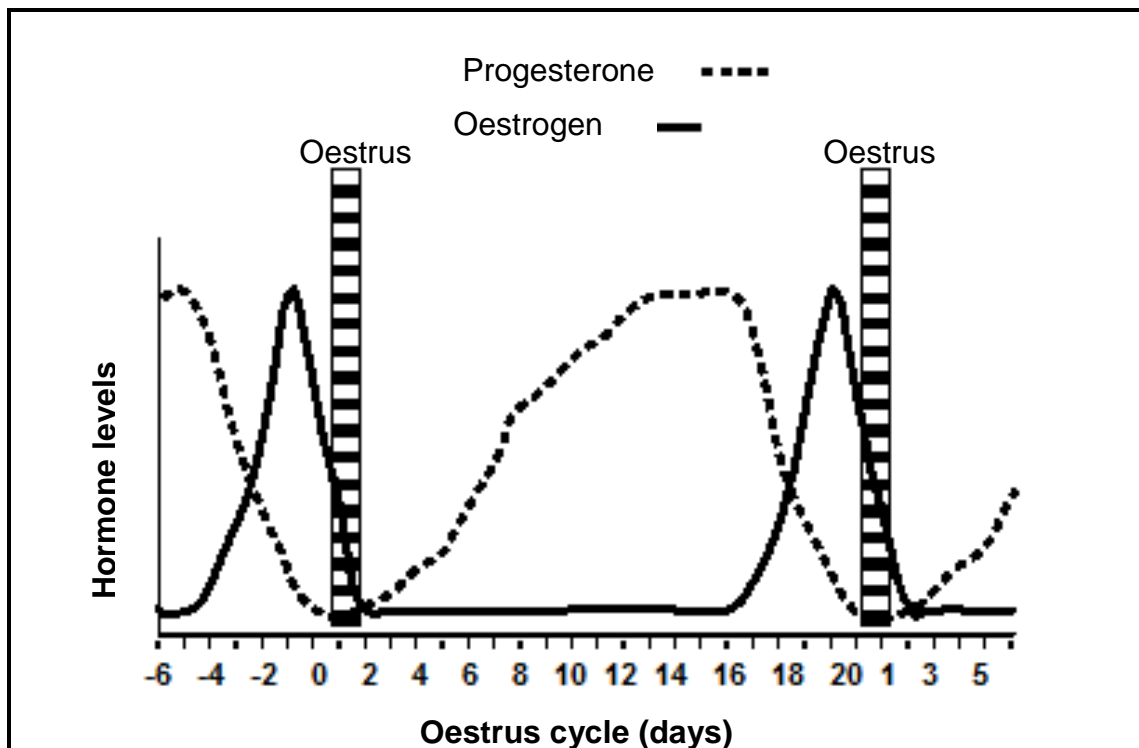 Progesterone
Oestrogen
Oestrus Oestrus
Hormone levels
-6 -4 -2 0 2 4 6 8 10 12 14 16 18 20 1 3 5
Oestrus cycle (days)